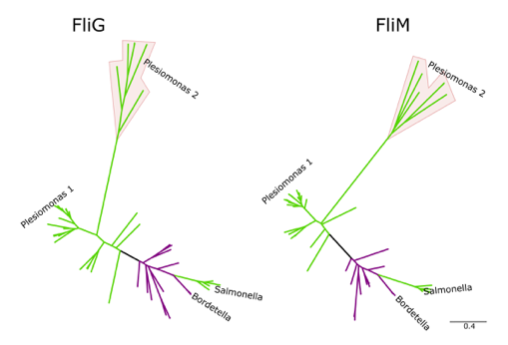 FliG
FliM
Plesiomonas 2
Plesiomonas 2
Plesiomonas 1
Plesiomonas 1
Salmonella
Bordetella
Salmonella
Bordetella
0.4